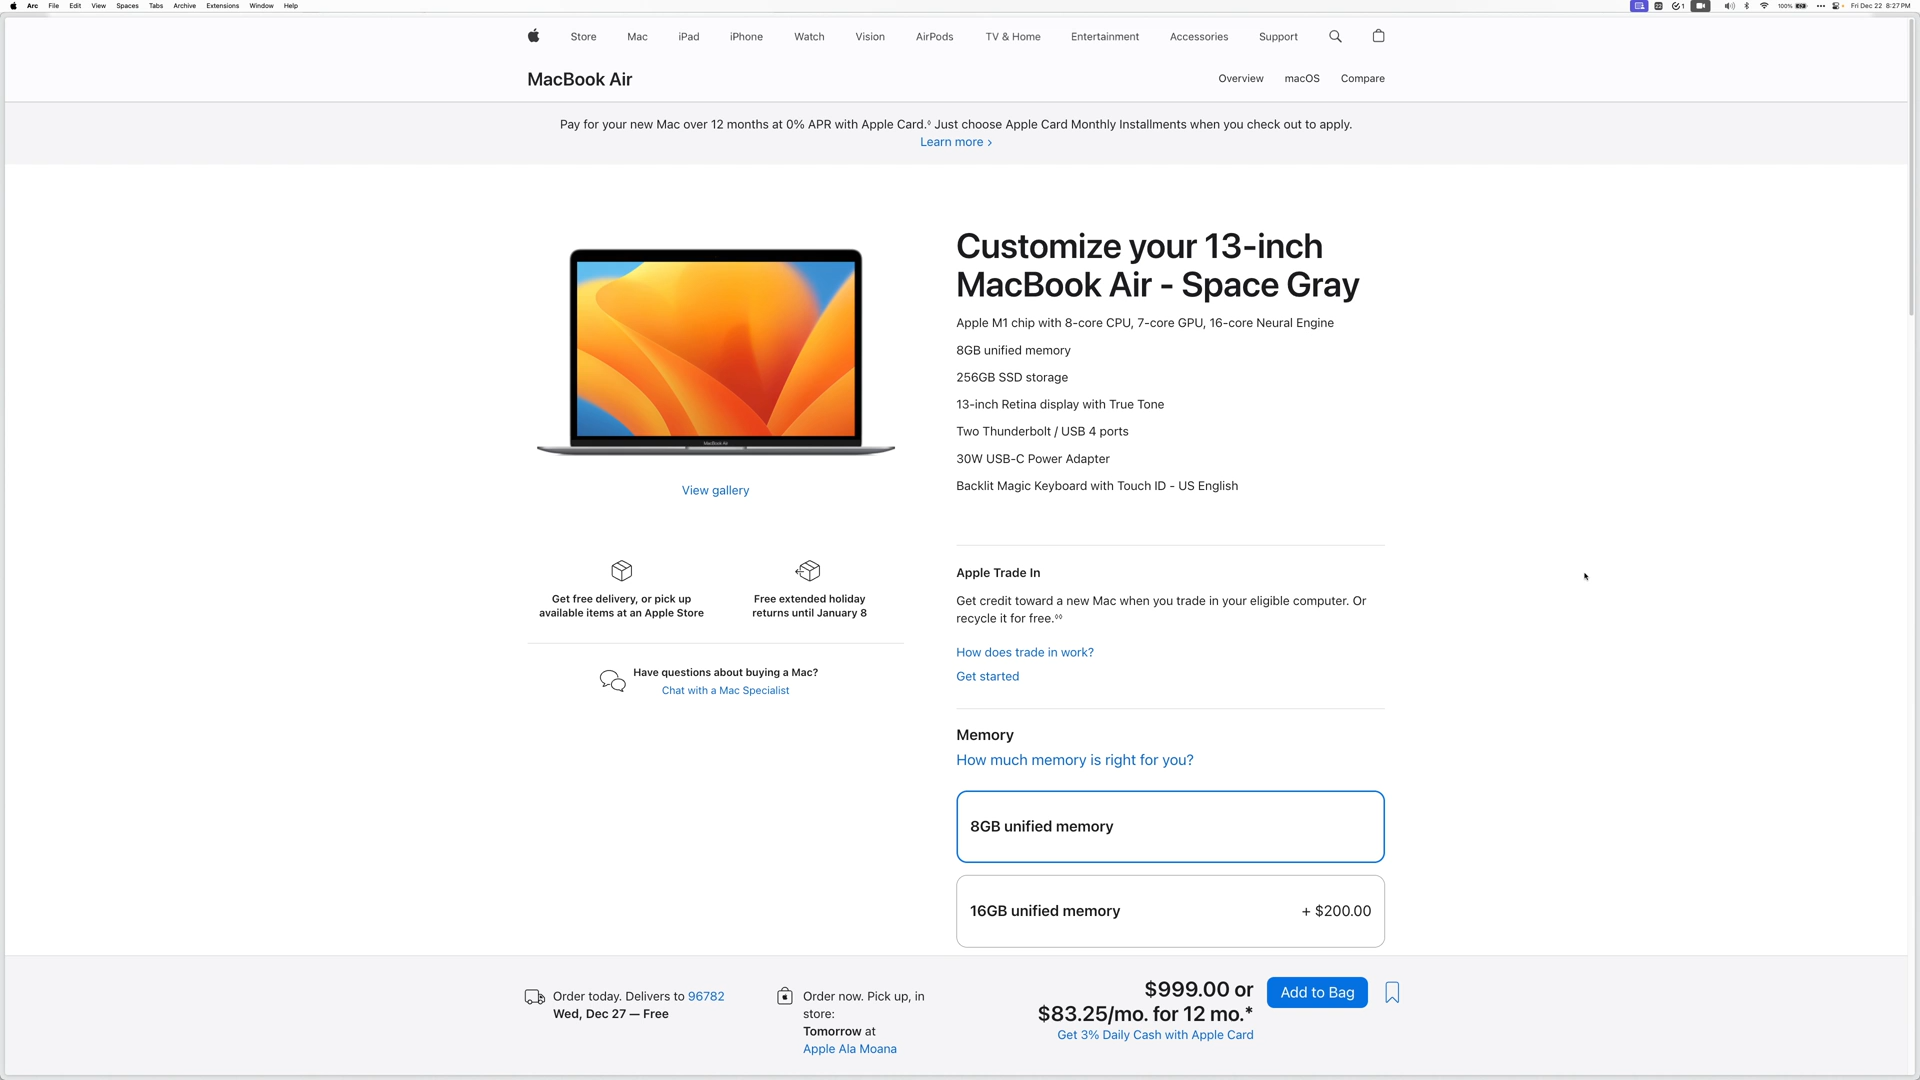 Arc File Edit View Spaces Tabs Archive Extensions Window Help
1 100% Fri Dec 22 8:27 PM
Store Mac iPad iPhone Watch Vision AirPods TV & Home Entertainment Accessories Support
MacBook Air
Overview macOS Compare
Pay for your new Mac over 12 months at 0% APR with Apple Card.◊ Just choose Apple Card Monthly Installments when you check out to apply.
Learn more >
Customize your 13-inch
MacBook Air - Space Gray
Apple M1 chip with 8-core CPU, 7-core GPU, 16-core Neural Engine
8GB unified memory
256GB SSD storage
13-inch Retina display with True Tone
Two Thunderbolt / USB 4 ports
30W USB-C Power Adapter
Backlit Magic Keyboard with Touch ID - US English
MacBook Air
View gallery
Get free delivery, or pick up
available items at an Apple Store
Free extended holiday
returns until January 8
Have questions about buying a Mac?
Chat with a Mac Specialist
Apple Trade In
Get credit toward a new Mac when you trade in your eligible computer. Or
recycle it for free.◊◊
How does trade in work?
Get started
Memory
How much memory is right for you?
8GB unified memory
16GB unified memory + $200.00
Order today. Delivers to 96782
Wed, Dec 27 — Free
Order now. Pick up, in
store:
Tomorrow at
Apple Ala Moana
$999.00 or
$83.25/mo. for 12 mo.*
Get 3% Daily Cash with Apple Card
Add to Bag